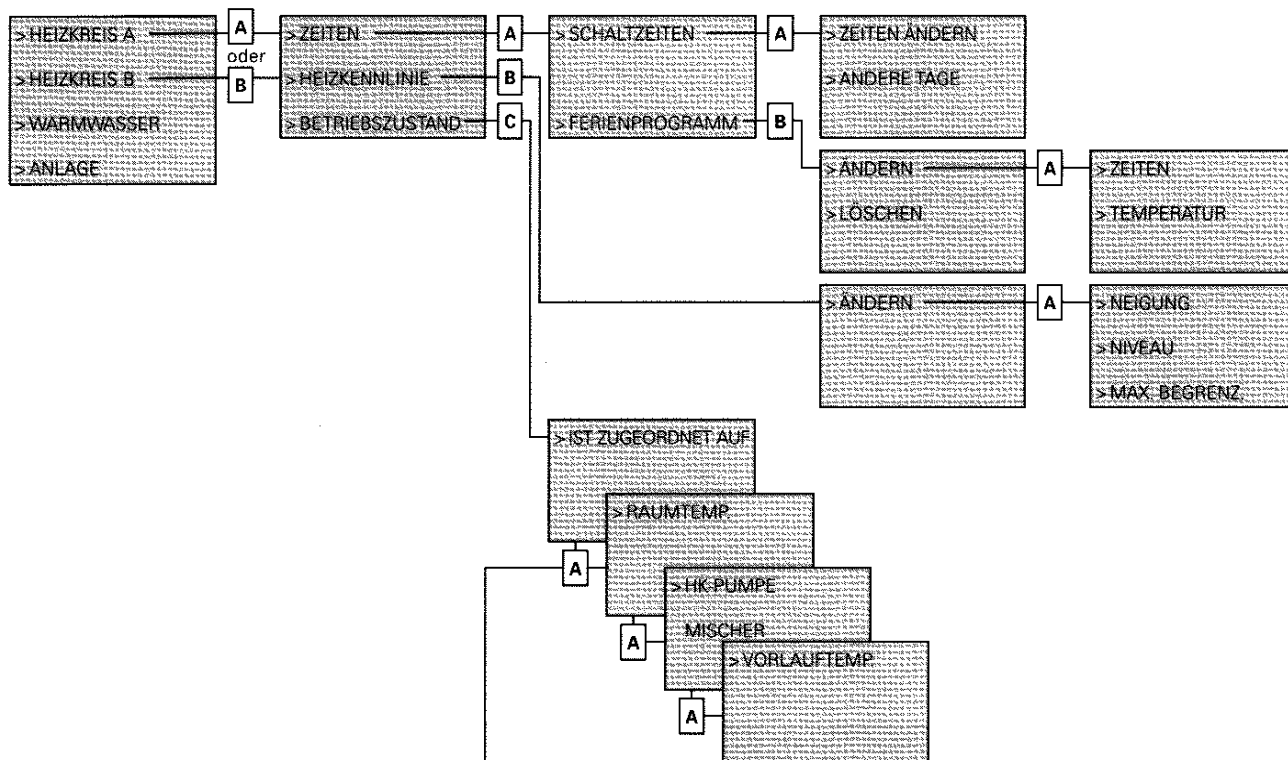 > HEIZKREIS A
A
oder
> HEIZKREIS B
B
> WARMWASSER
> ANLAGE
> ZEITEN
A
> HEIZKENNLINIE
B
> BETRIEBSZUSTAND
C
> SCHALTZEITEN
A
> FERIENPROGRAMM
B
> ZEITEN ÄNDERN
> ANDERE TAGE
> ÄNDERN
A
> LÖSCHEN
> ZEITEN
> TEMPERATUR
> ÄNDERN
A
> NEIGUNG
> NIVEAU
> MAX. BEGRENZ.
> IST ZUGEORDNET AUF
A
> RAUMTEMP.
A
> HK-PUMPE
MISCHER
A
> VORLAUFTEMP.